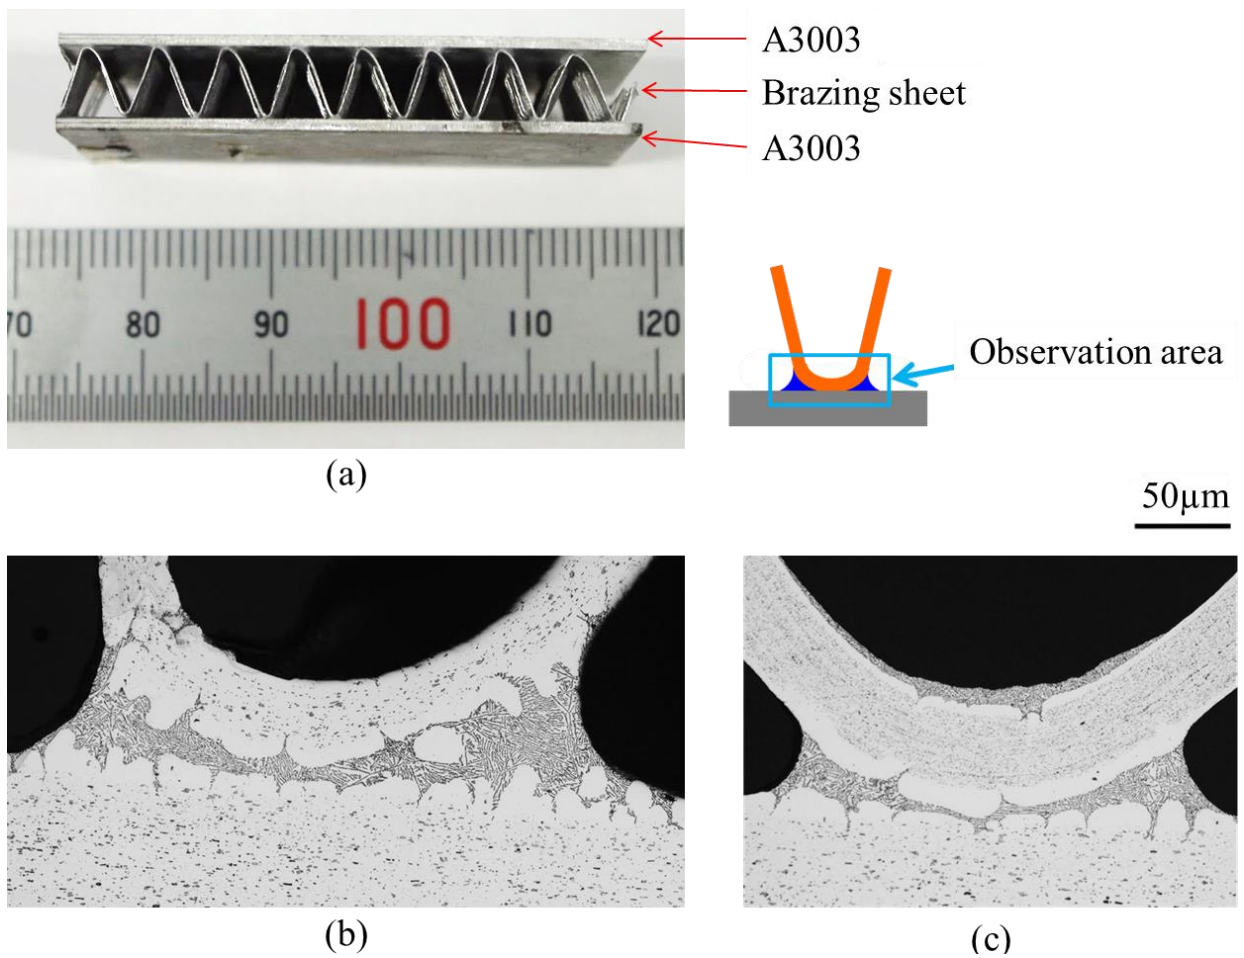 A3003
Brazing sheet
A3003
70 80 90 100 110 120
Observation area
(a)
50µm
(b)
(c)